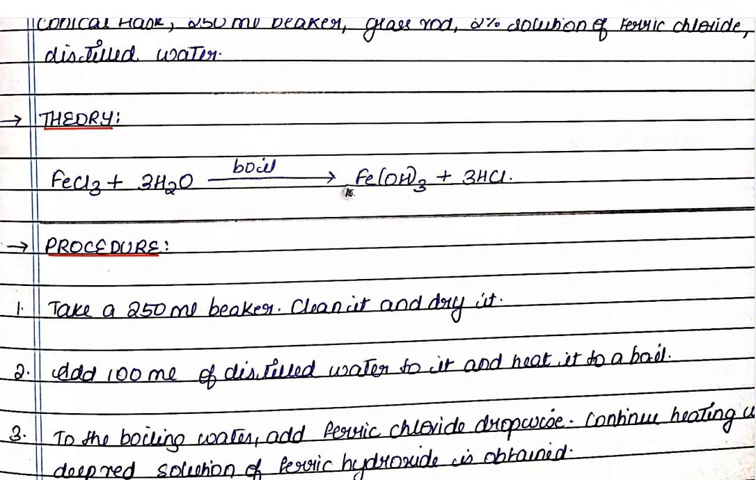 Conical flask, 250 ml beaker, glass rod, 2% solution of ferric chloride,
distilled water.
→ THEORY:
FeCl3 + 3H2O boil → Fe(OH)3 + 3HCl.
→ PROCEDURE:
1. Take a 250 ml beaker. Clean it and dry it.
2. Add 100 ml of distilled water to it and heat it to a boil.
3. To the boiling water, add ferric chloride dropwise. Continue heating
deep red solution of ferric hydroxide is obtained.